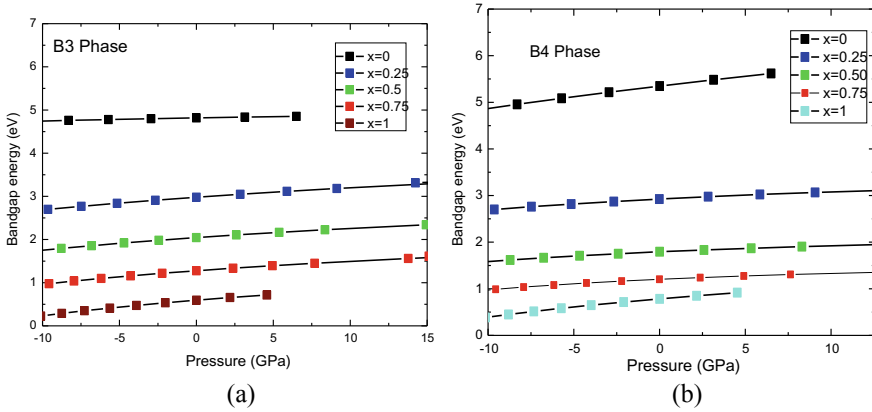 B3 Phase
x=0
x=0.25
x=0.5
x=0.75
x=1
Bandgap energy (eV)
7
6
5
4
3
2
1
0
-10
-5
0
5
10
15
Pressure (GPa)
(a)
B4 Phase
x=0
x=0.25
x=0.50
x=0.75
x=1
Bandgap energy (eV)
7
6
5
4
3
2
1
0
-10
-5
0
5
10
Pressure (GPa)
(b)